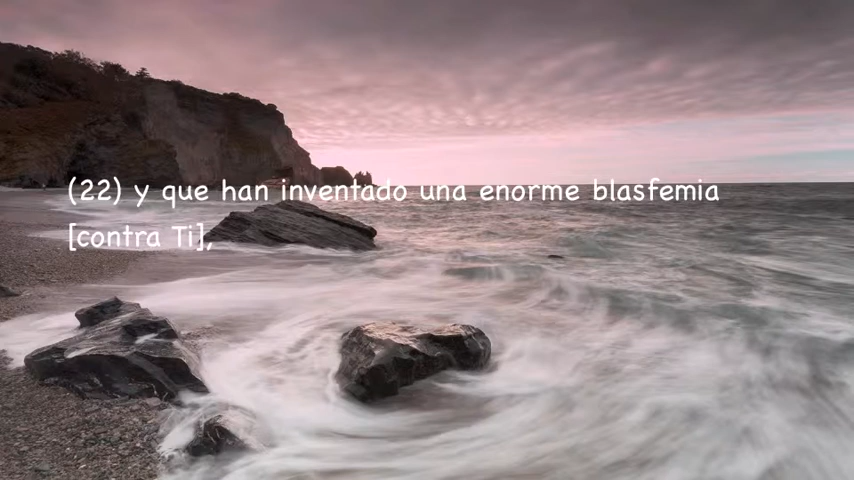 (22) y que han inventado una enorme blasfemia
[contra Ti],